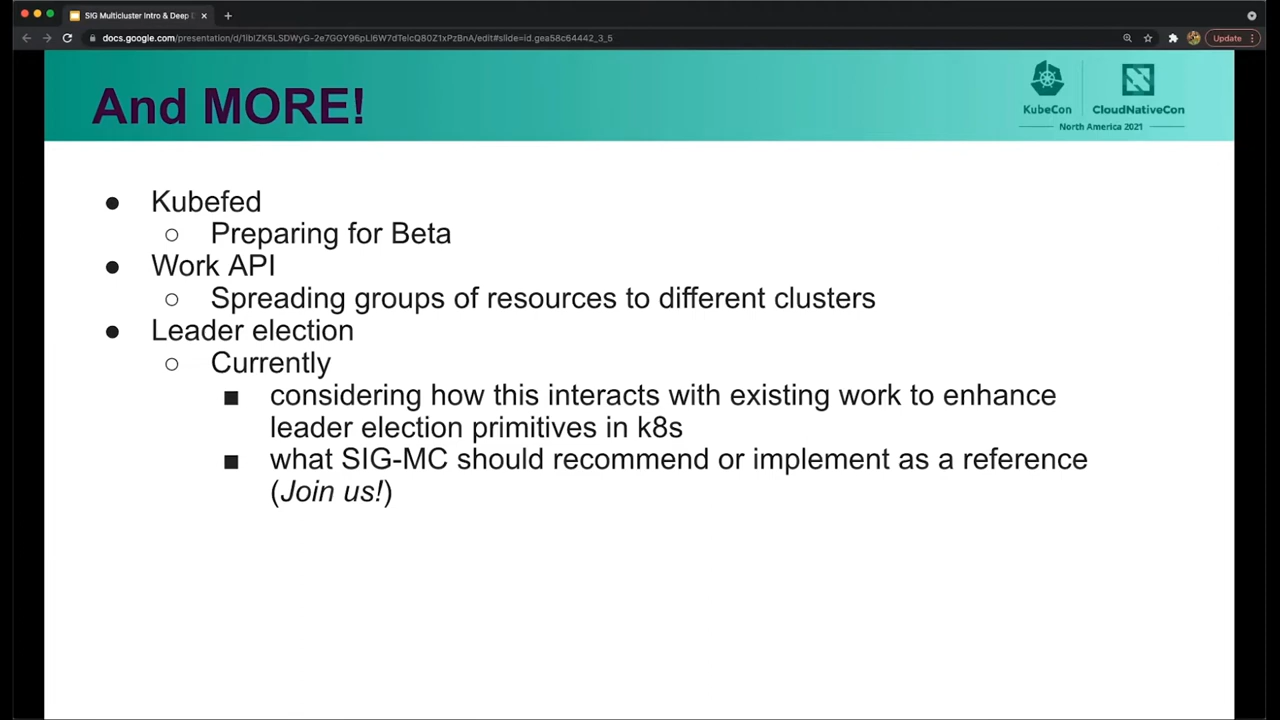 SIG Multicluster Intro & Deep
docs.google.com/presentation/d/1IbIZK5LSDWyG-2e7GGY96pLI6W7dTelcQ80Z1xPzBnA/edit#slide=id.gea58c64442_3_5
Update
And MORE!
KubeCon
CloudNativeCon
North America 2021
● Kubefed
○ Preparing for Beta
● Work API
○ Spreading groups of resources to different clusters
● Leader election
○ Currently
■ considering how this interacts with existing work to enhance
leader election primitives in k8s
■ what SIG-MC should recommend or implement as a reference
(Join us!)